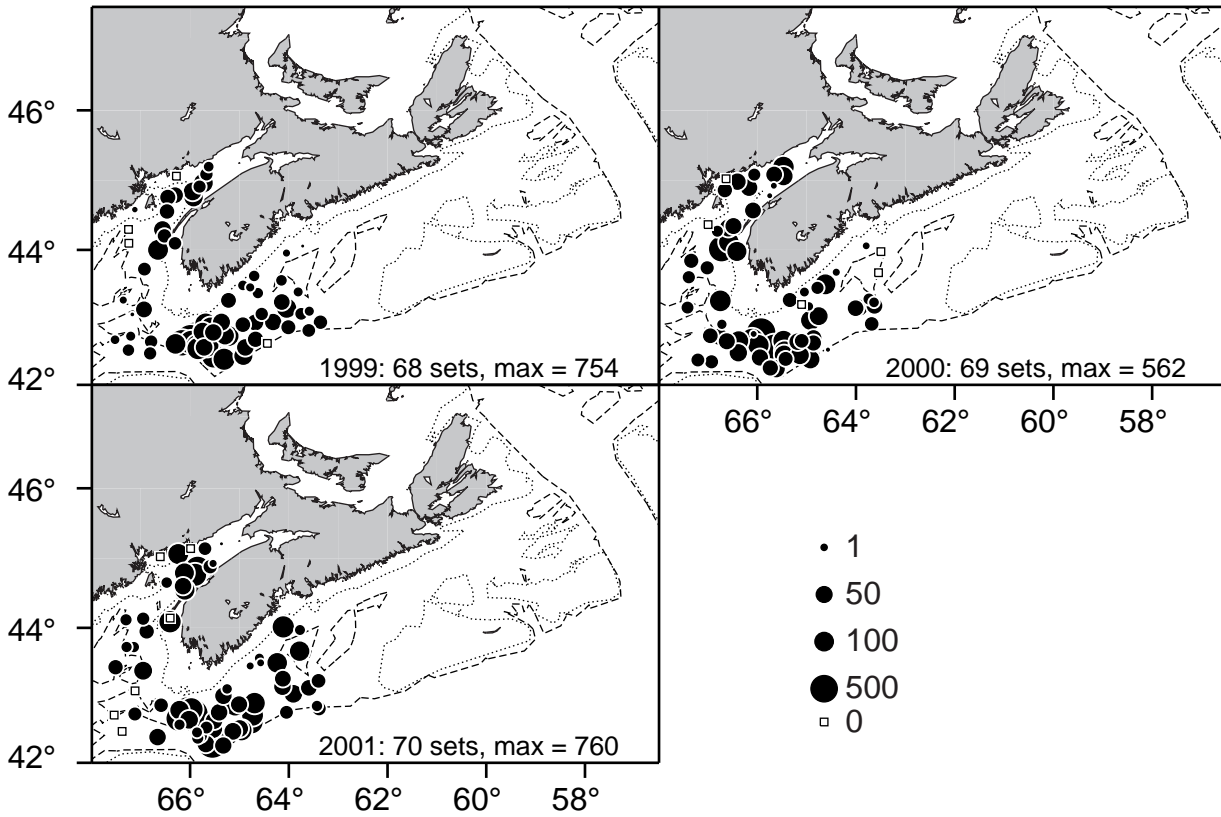 46°
44°
42°
1999: 68 sets, max = 754
2000: 69 sets, max = 562
66° 64° 62° 60° 58°
46°
44°
42°
2001: 70 sets, max = 760
66° 64° 62° 60° 58°
1
50
100
500
0